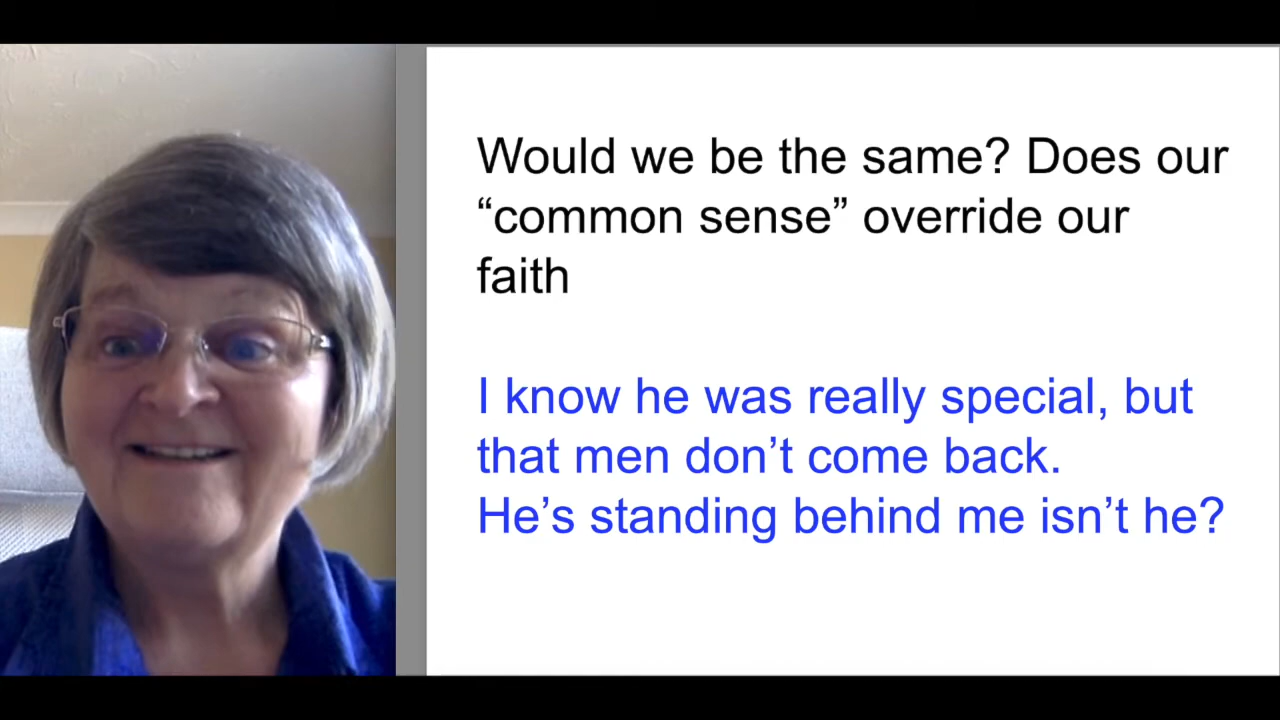 Would we be the same? Does our
“common sense” override our
faith
I know he was really special, but
that men don’t come back.
He’s standing behind me isn’t he?